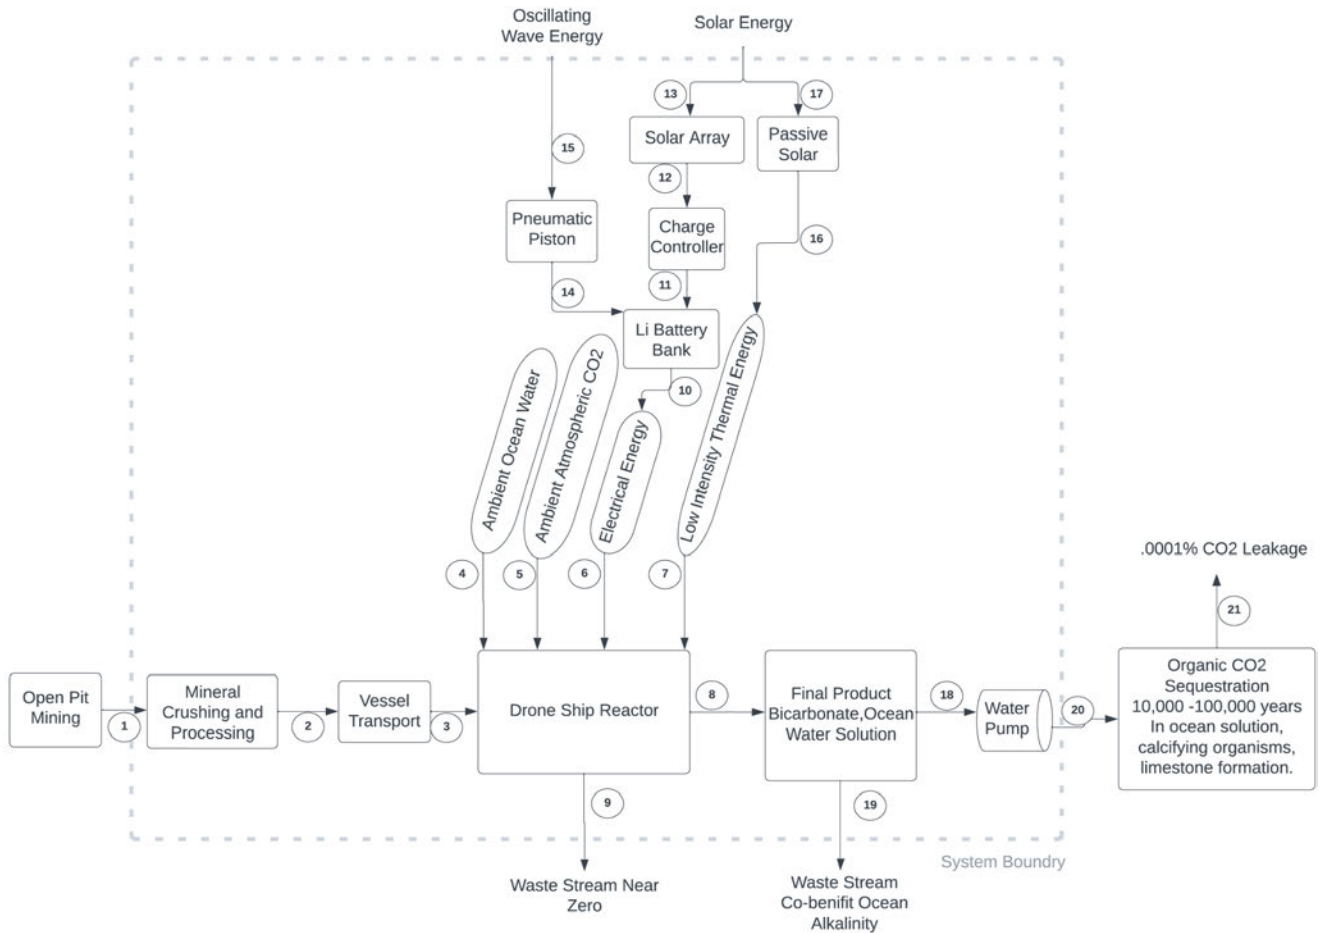 Oscillating
Wave Energy
Solar Energy
13
17
Solar Array
Passive
Solar
15
12
Pneumatic
Piston
Charge
Controller
16
14
11
Li Battery
Bank
10
Ambient Ocean Water
Ambient Atmospheric CO2
Electrical Energy
Low Intensity Thermal Energy
4
5
6
7
.0001% CO2 Leakage
21
Open Pit
Mining
1
Mineral
Crushing and
Processing
2
Vessel
Transport
3
Drone Ship Reactor
8
Final Product
Bicarbonate,Ocean
Water Solution
18
Water
Pump
20
Organic CO2
Sequestration
10,000 -100,000 years
In ocean solution,
calcifying organisms,
limestone formation.
9
19
System Boundry
Waste Stream Near
Zero
Waste Stream
Co-benifit Ocean
Alkalinity